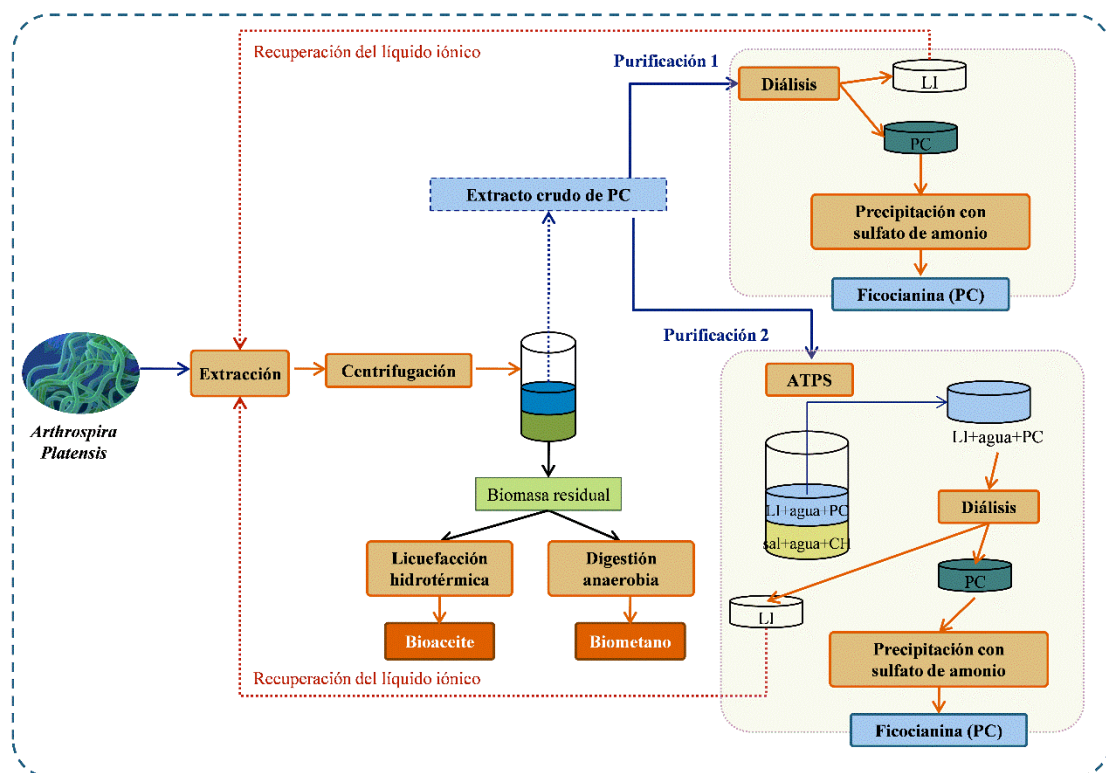 Recuperación del líquido iónico
Purificación 1
Diálisis
LI
PC
Extracto crudo de PC
Precipitación con
sulfato de amonio
Ficocianina (PC)
Purificación 2
Arthrospira
Platensis
Extracción
Centrifugación
ATPS
LI+agua+PC
LI+agua+PC
sal+agua+CH
Diálisis
PC
LI
Biomasa residual
Licuefacción
hidrotérmica
Digestión
anaerobia
Bioaceite
Biometano
Precipitación con
sulfato de amonio
Recuperación del líquido iónico
Ficocianina (PC)